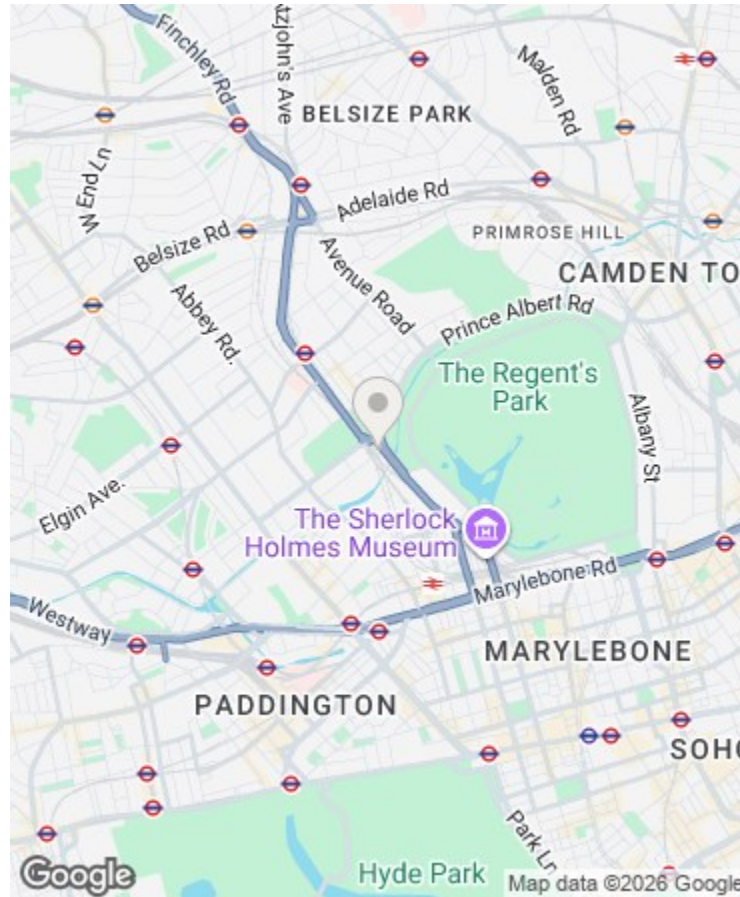 Finchley Rd
tzjohn's Ave
Malden Rd
BELSIZE PARK
W End Ln
Adelaide Rd
Belsize Rd
PRIMROSE HILL
Avenue Road
CAMDEN TO
Abbey Rd.
Prince Albert Rd
The Regent's
Park
Albany St
Elgin Ave.
The Sherlock
Holmes Museum
Marylebone Rd
Westway
MARYLEBONE
PADDINGTON
SOHO
Park Ln
Hyde Park
Google
Map data ©2026 Google